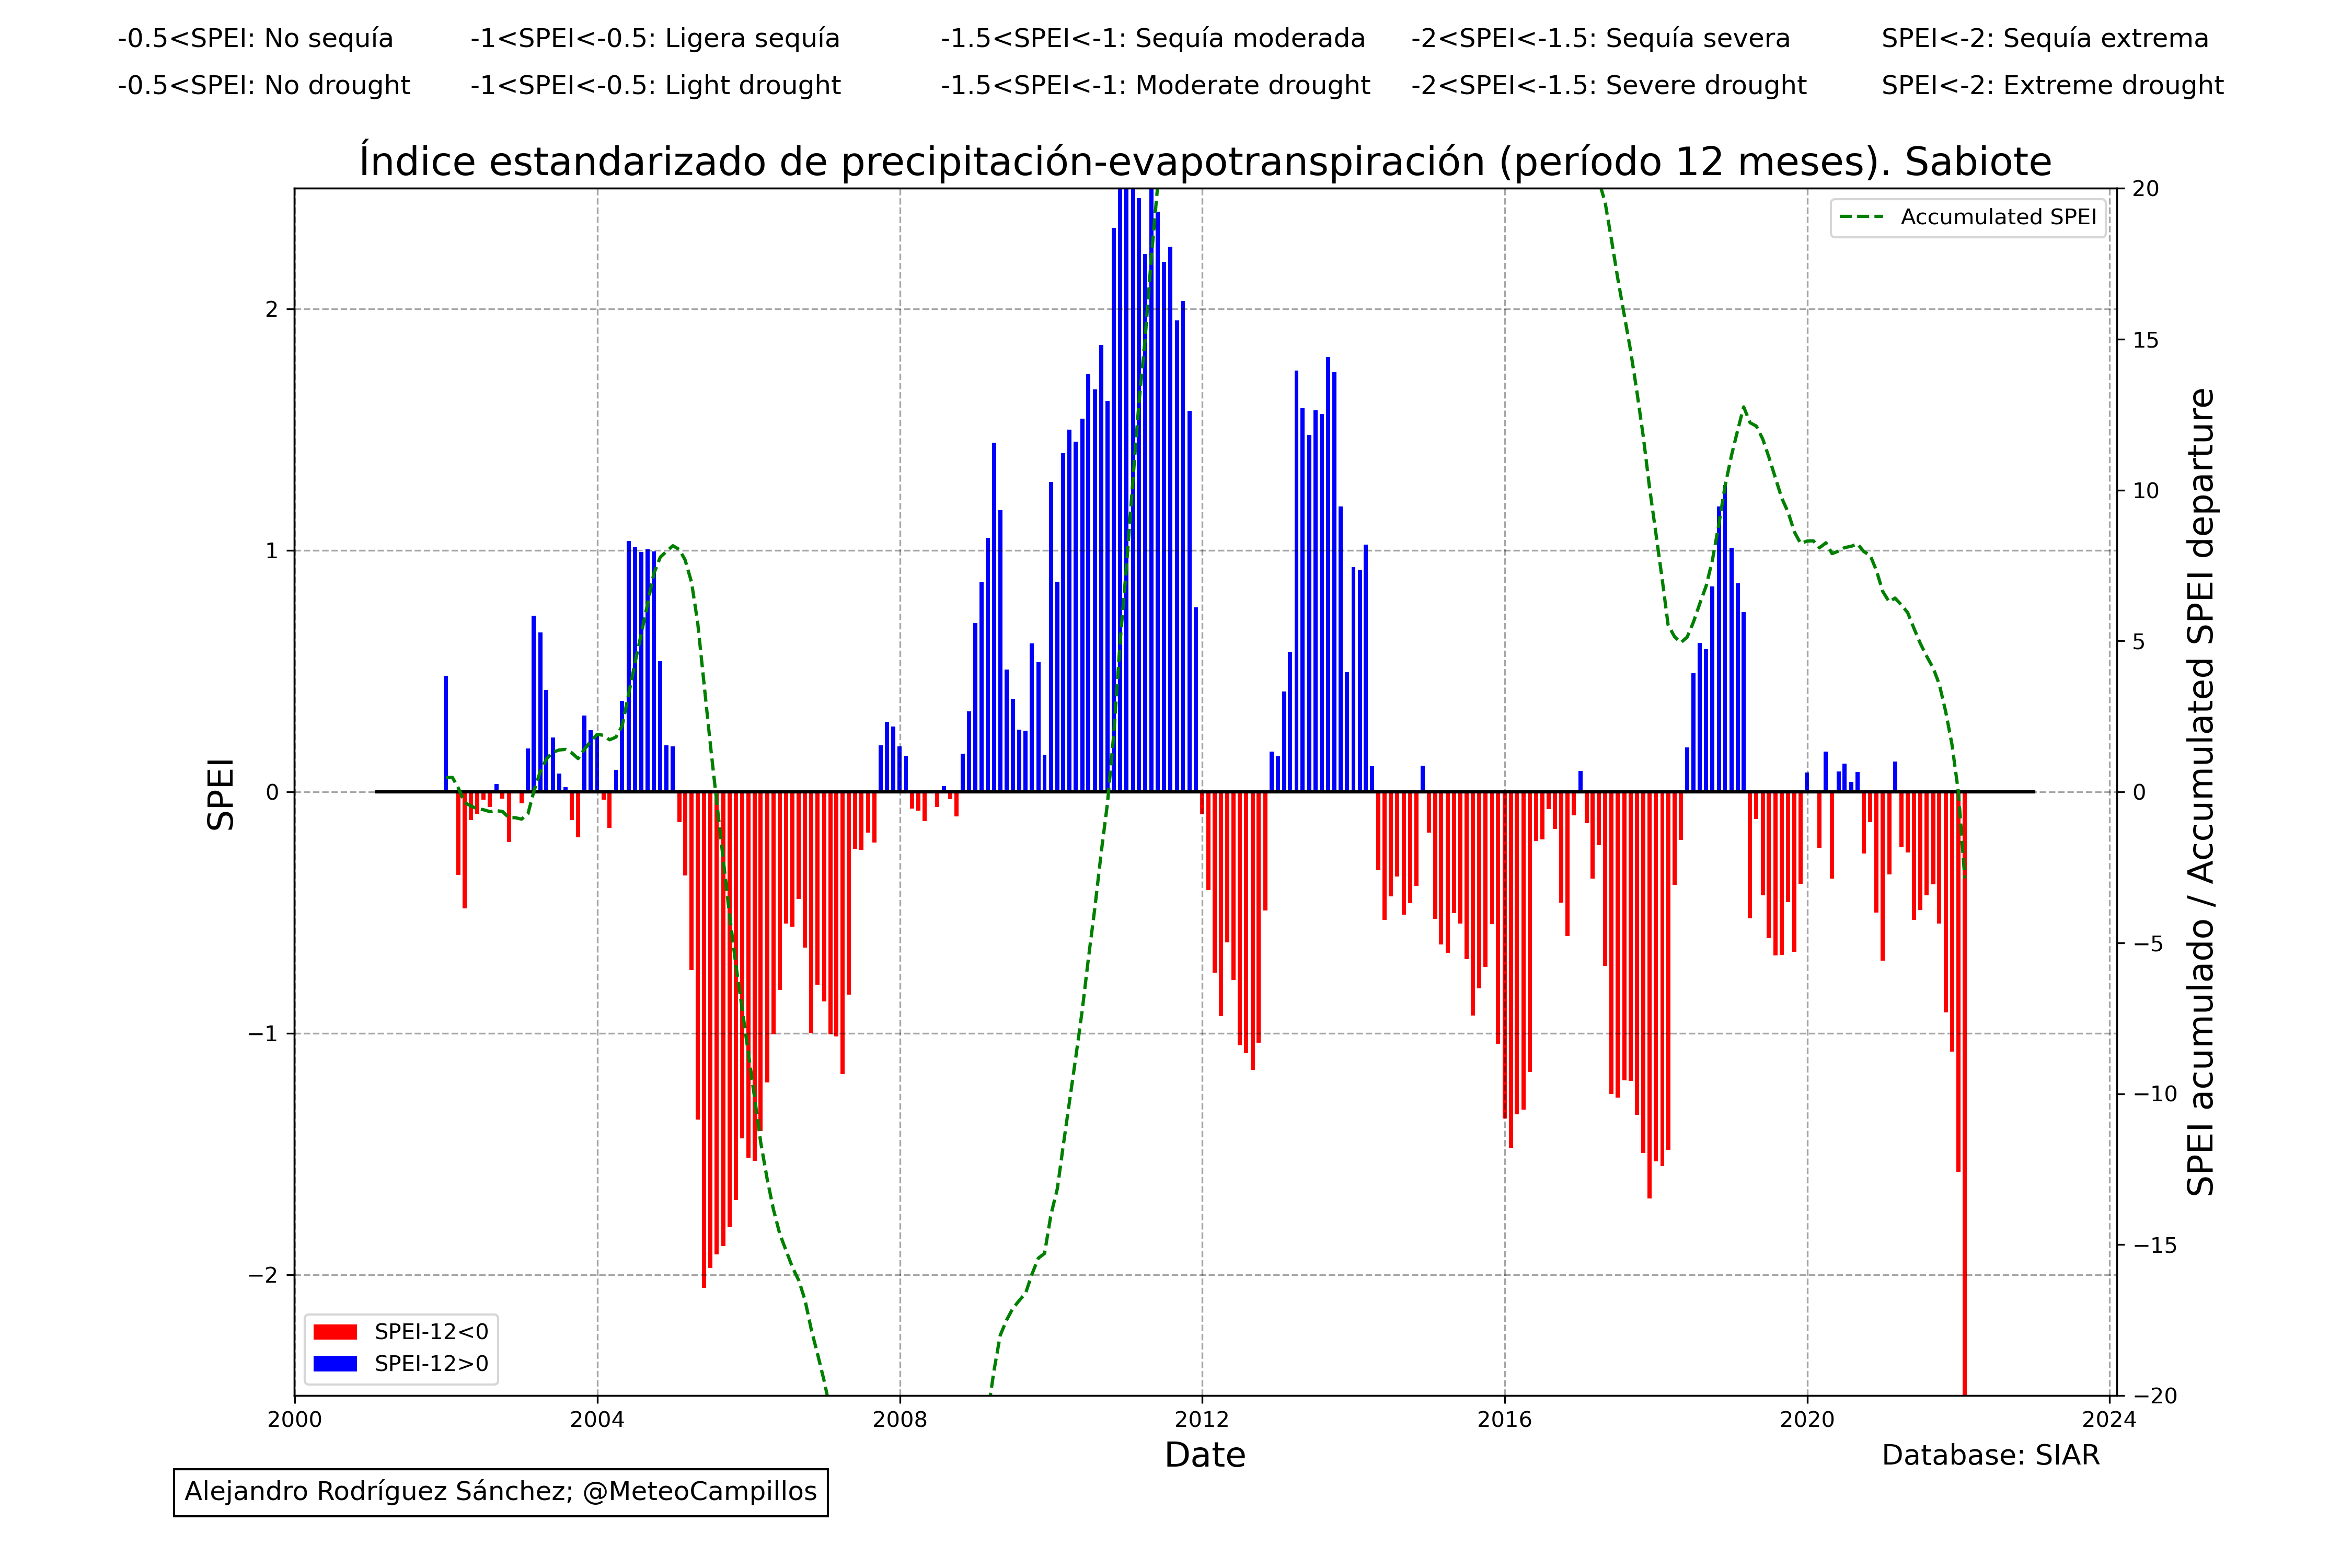 -0.5<SPEI: No sequía
-1<SPEI<-0.5: Ligera sequía
-1.5<SPEI<-1: Sequía moderada
-2<SPEI<-1.5: Sequía severa
SPEI<-2: Sequía extrema
-0.5<SPEI: No drought
-1<SPEI<-0.5: Light drought
-1.5<SPEI<-1: Moderate drought
-2<SPEI<-1.5: Severe drought
SPEI<-2: Extreme drought
Índice estandarizado de precipitación-evapotranspiración (período 12 meses). Sabiote
Accumulated SPEI
SPEI
2
1
0
−1
−2
20
15
10
5
0
−5
−10
−15
−20
SPEI acumulado / Accumulated SPEI departure
SPEI-12<0
SPEI-12>0
2000
2004
2008
2012
2016
2020
2024
Date
Database: SIAR
Alejandro Rodríguez Sánchez; @MeteoCampillos